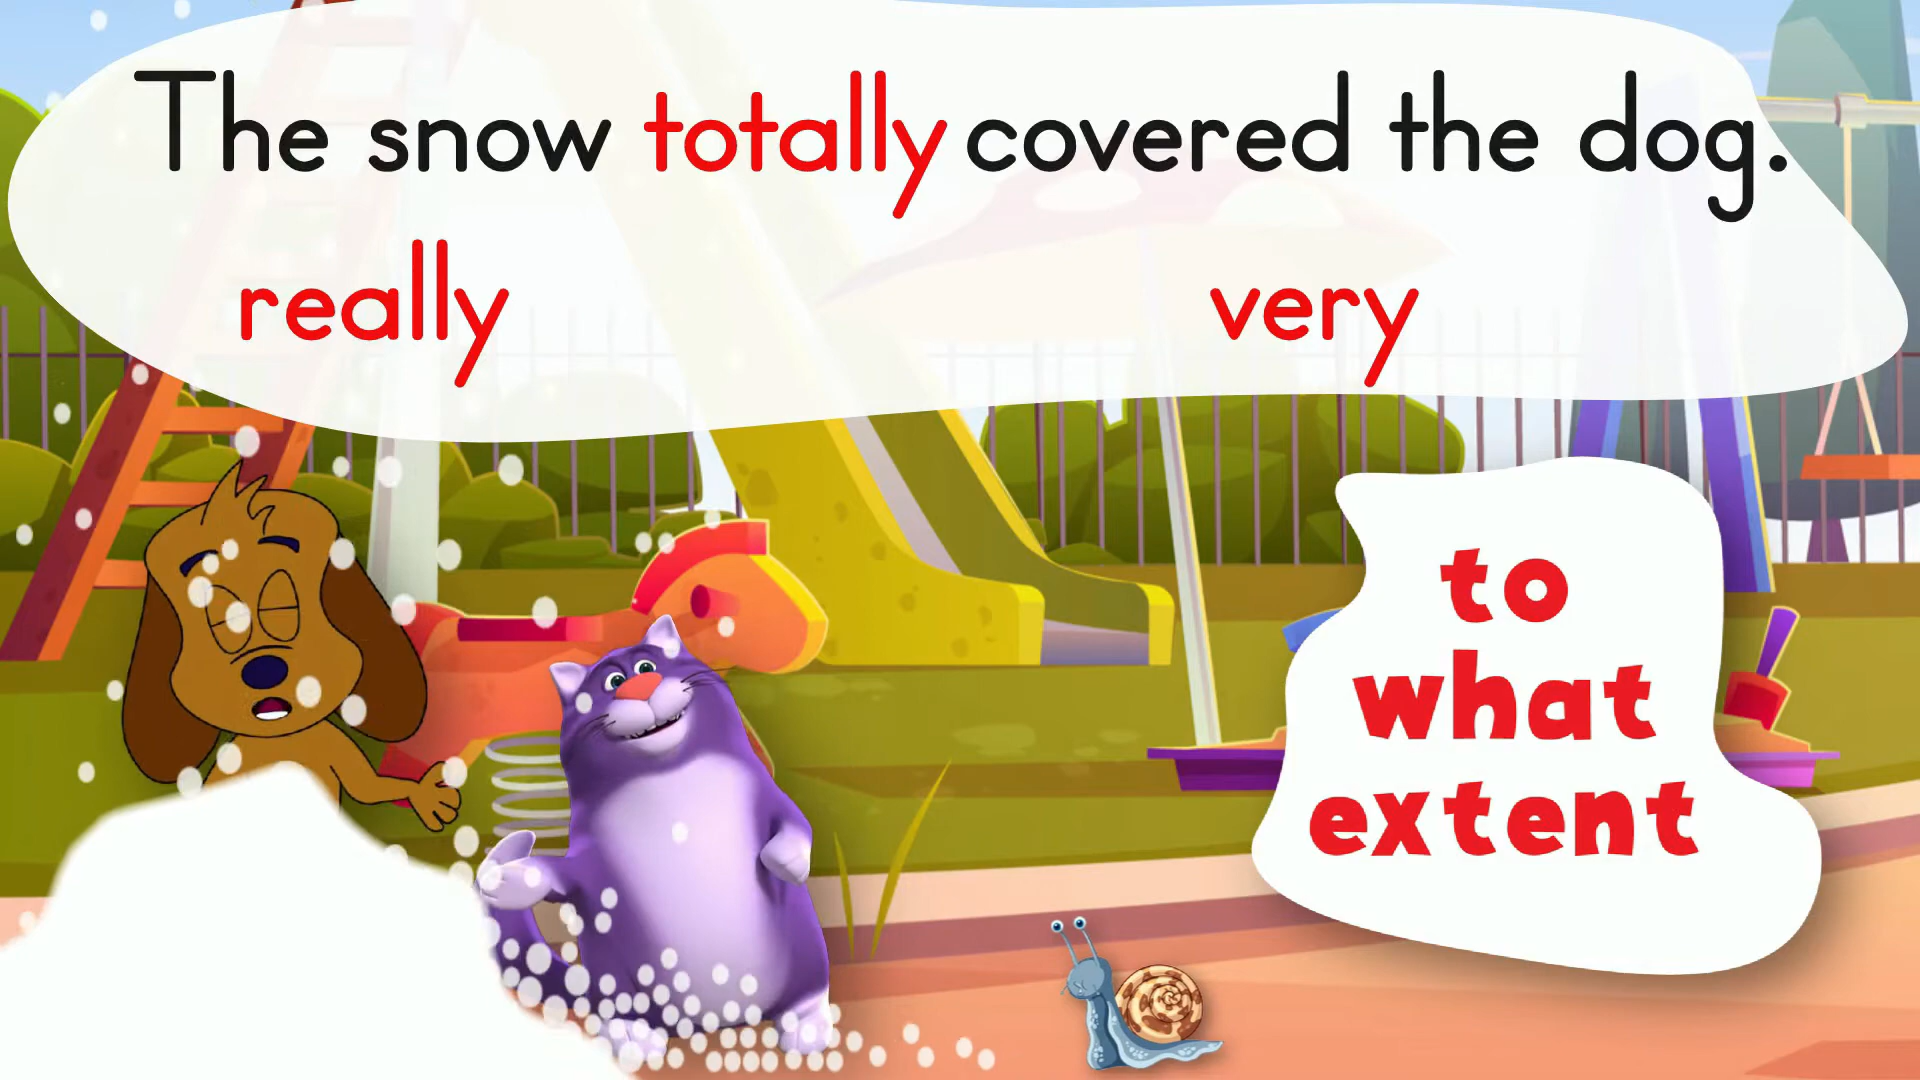 The snow totally covered the dog.
really very
to
what
extent